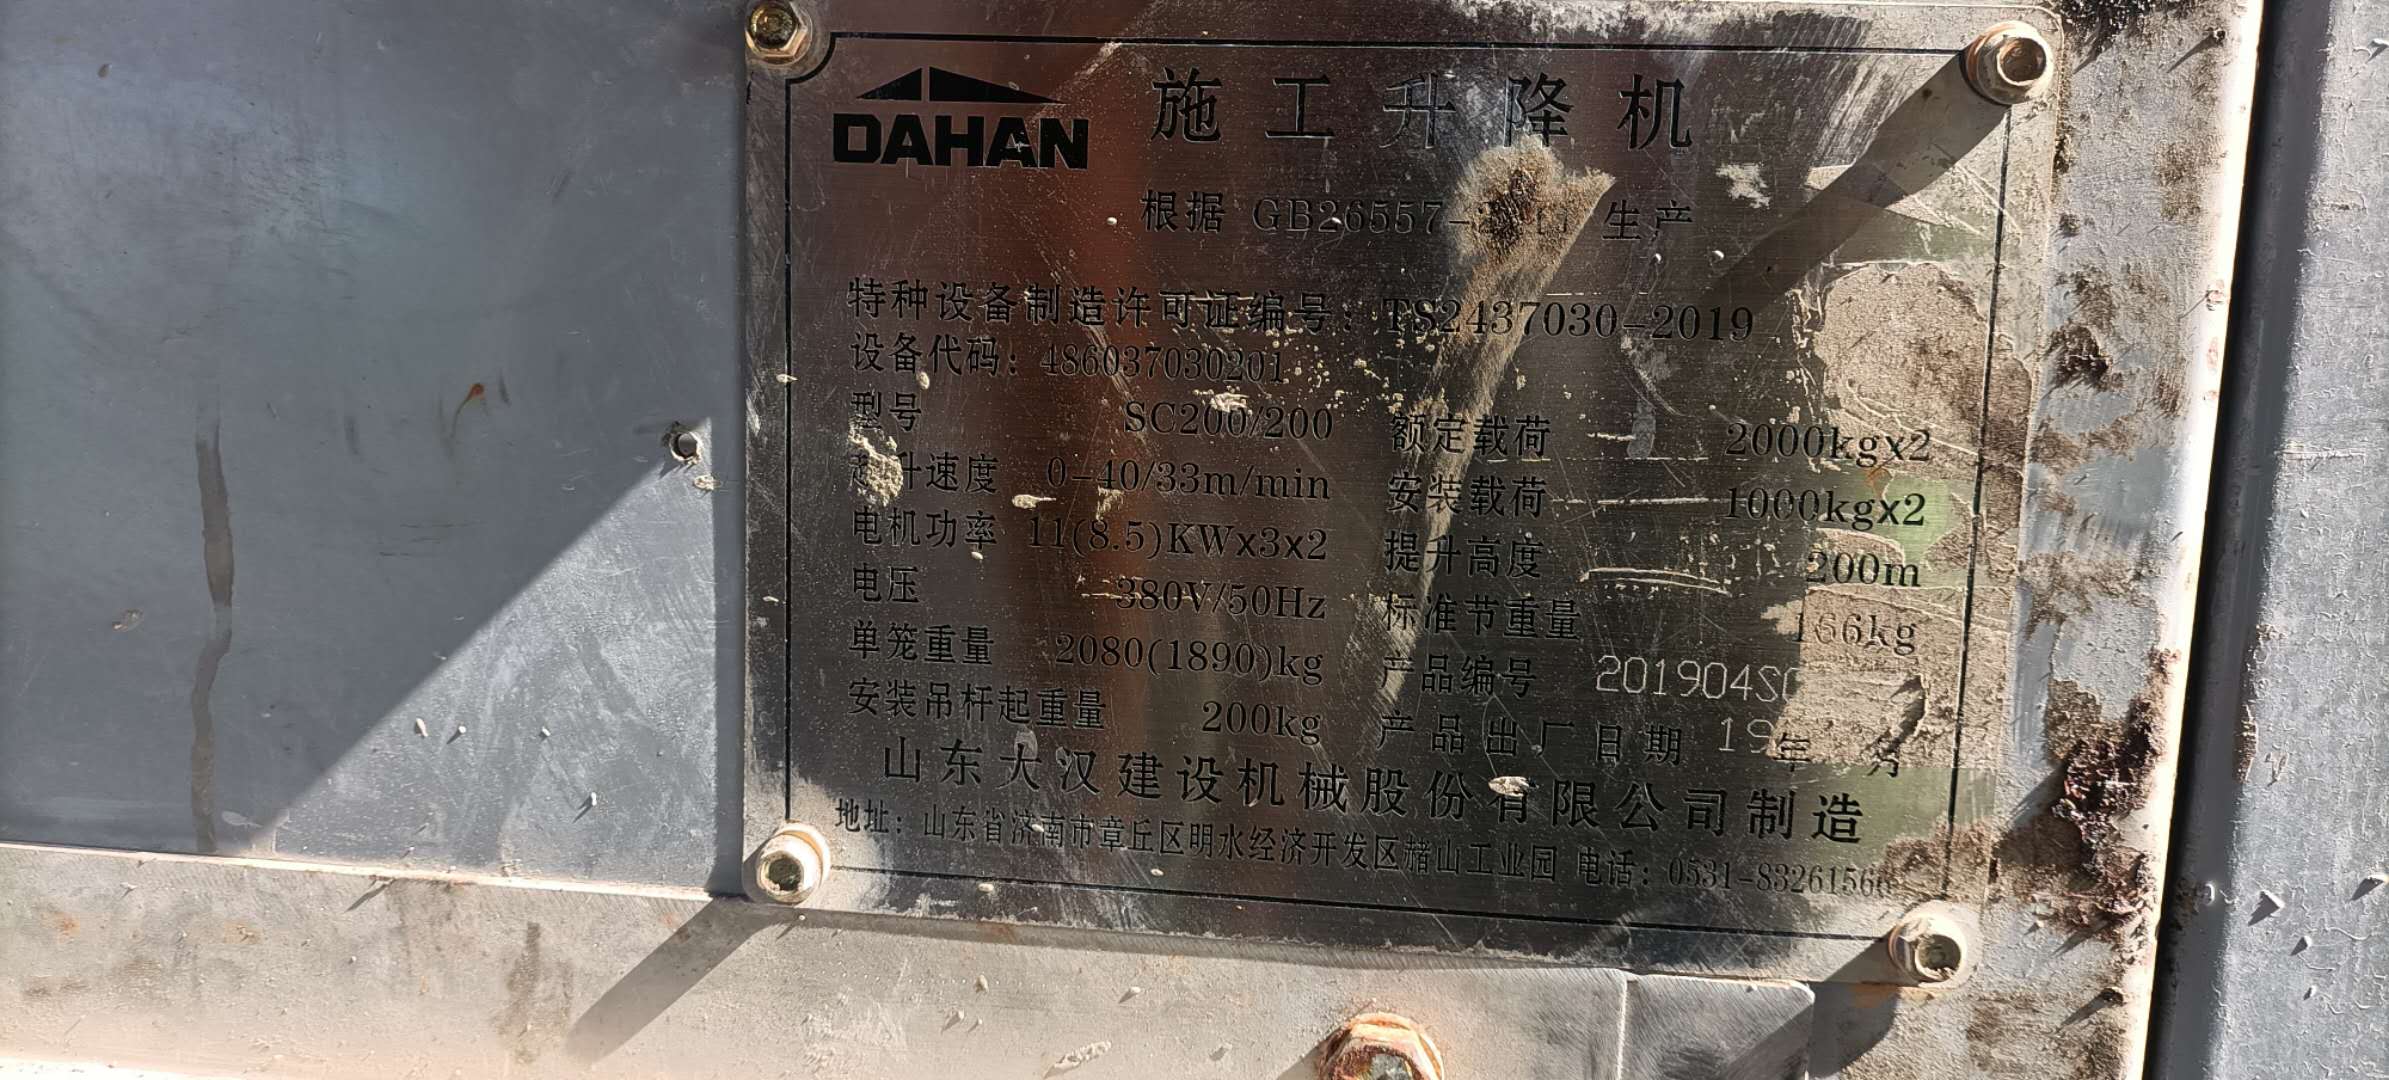 DAHAN 施工升降机
根据 GB26557- 生产
特种设备制造许可证编号：TS2437030-2019
设备代码：486037030201
型号 SC200/200 额定载荷 2000kgx2
升速度 0-40/33m/min 安装载荷 1000kgx2
电机功率 11(8.5)KWx3x2 提升高度 200m
电压 380V/50Hz 标准节重量 166kg
单笼重量 2080(1890)kg 产品编号 201904S
安装吊杆起重量 200kg 产品出厂日期 19 年 月
山东大汉建设机械股份有限公司制造
地址：山东省济南市章丘区明水经济开发区赭山工业园 电话：0531-83261566